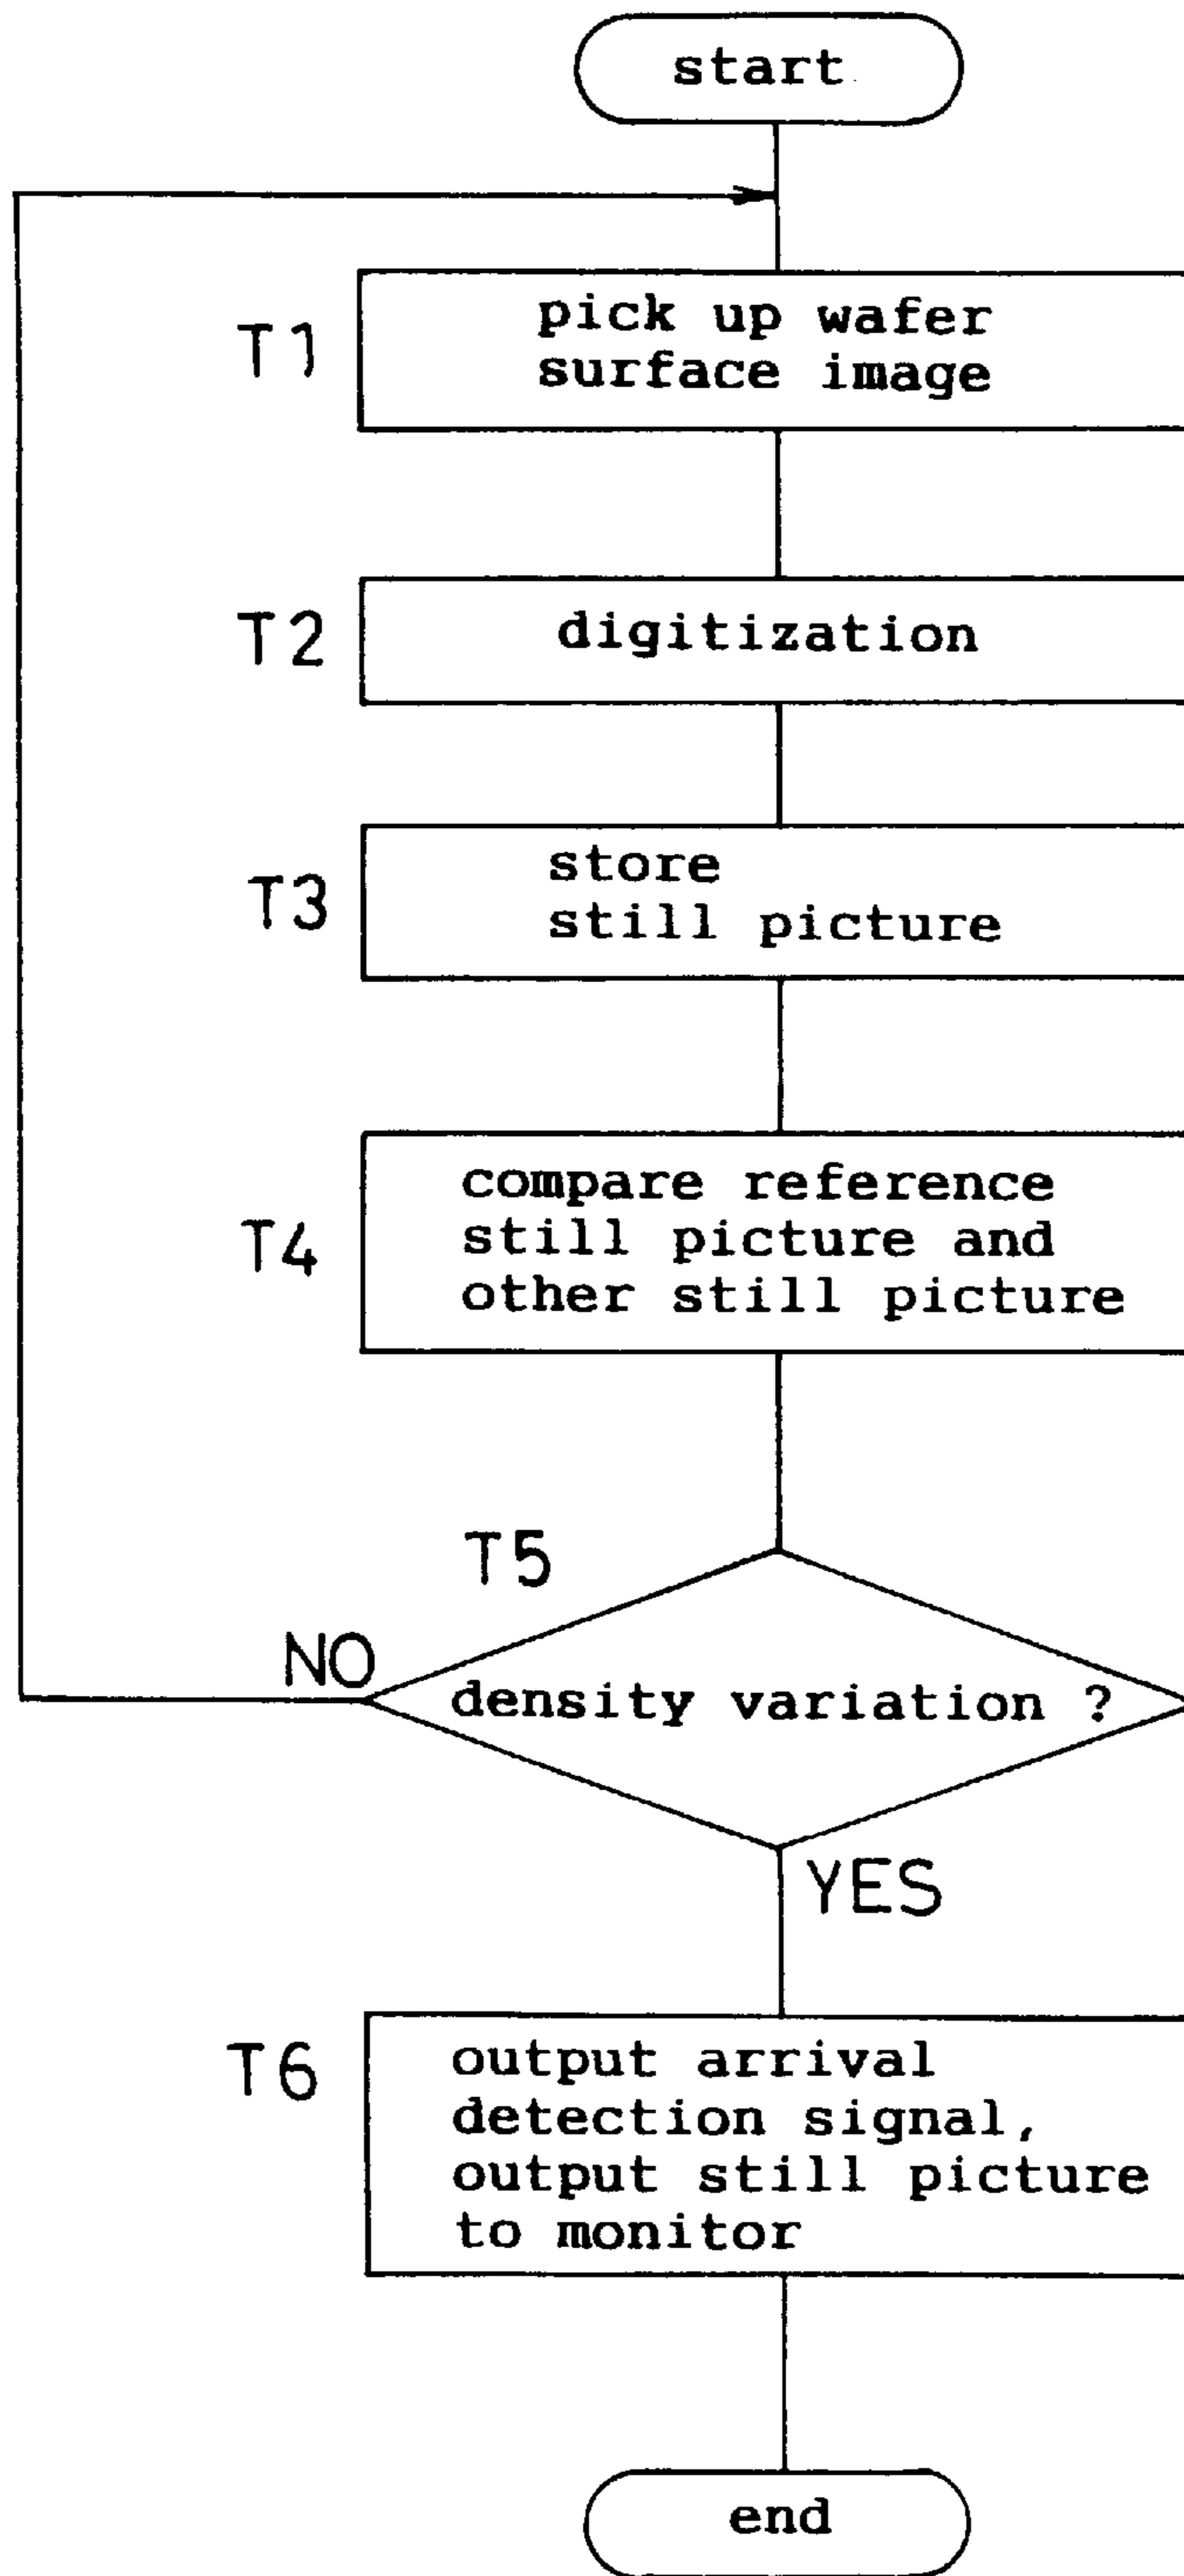 start
T1
pick up wafer
surface image
T2
digitization
T3
store
still picture
T4
compare reference
still picture and
other still picture
T5
NO
density variation ?
YES
T6
output arrival
detection signal,
output still picture
to monitor
end